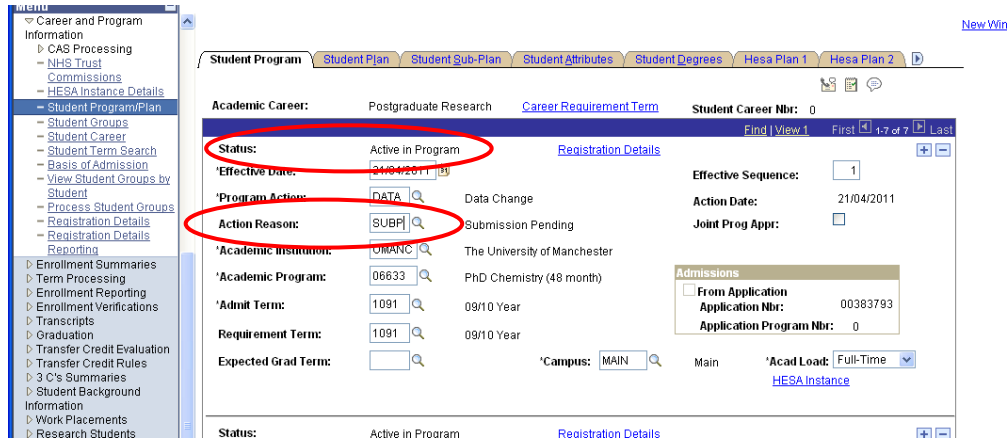 Menu
Career and Program
Information
CAS Processing
NHS Trust
Commissions
HESA Instance Details
Student Program/Plan
Student Groups
Student Career
Student Term Search
Basis of Admission
View Student Groups by
Student
Process Student Groups
Registration Details
Registration Details
Reporting
Enrollment Summaries
Term Processing
Enrollment Reporting
Enrollment Verifications
Transcripts
Graduation
Transfer Credit Evaluation
Transfer Credit Rules
3 C's Summaries
Student Background
Information
Work Placements
Research Students
New Win
Student Program Student Plan Student Sub-Plan Student Attributes Student Degrees Hesa Plan 1 Hesa Plan 2
Academic Career: Postgraduate Research Career Requirement Term Student Career Nbr: 0
Find | View 1 First 1-7 of 7 Last
Status: Active in Program Registration Details
*Effective Date: 21/04/2011 Effective Sequence: 1
*Program Action: DATA Data Change Action Date: 21/04/2011
Action Reason: SUBP Submission Pending Joint Prog Appr:
*Academic Institution: UMANC The University of Manchester
*Academic Program: 06633 PhD Chemistry (48 month)
Admissions
From Application
Application Nbr: 00383793
Application Program Nbr: 0
*Admit Term: 1091 09/10 Year
Requirement Term: 1091 09/10 Year
Expected Grad Term: *Campus: MAIN Main *Acad Load: Full-Time
HESA Instance
Status: Active in Program Registration Details